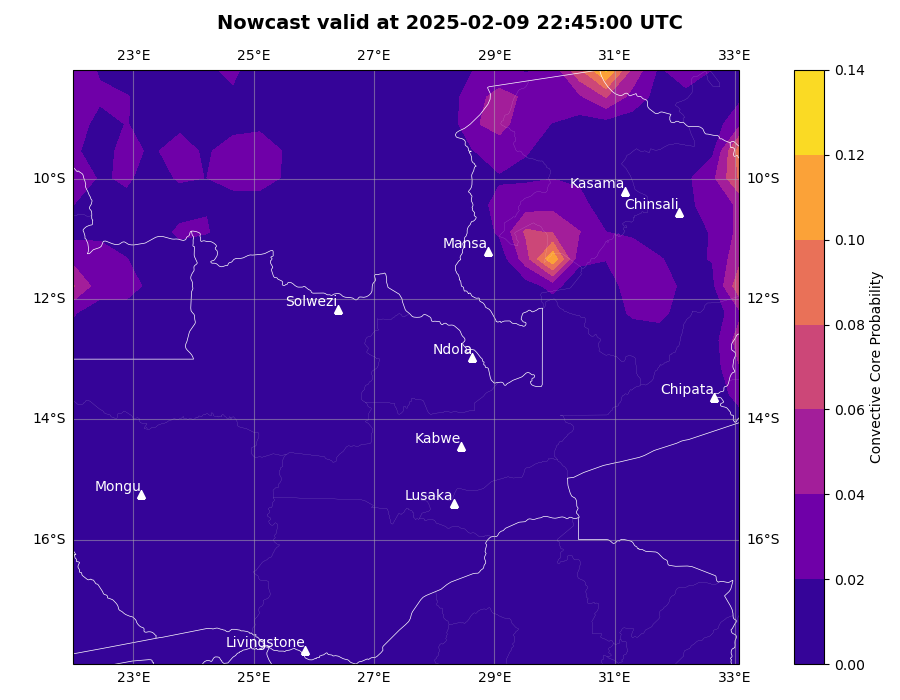 Nowcast valid at 2025-02-09 22:45:00 UTC
23°E 25°E 27°E 29°E 31°E 33°E
0.14
0.12
10°S Kasama 10°S
Chinsali
0.10
Mansa
12°S Solwezi 12°S
0.08
Ndola
Convective Core Probability
Chipata
0.06
14°S 14°S
Kabwe
Mongu
Lusaka
0.04
16°S 16°S
0.02
Livingstone
0.00
23°E 25°E 27°E 29°E 31°E 33°E